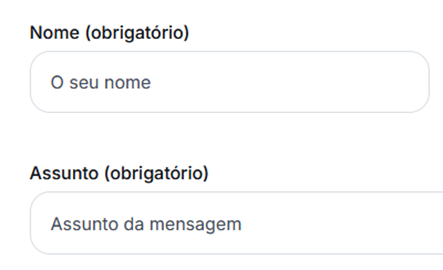 Nome (obrigatório)
O seu nome
Assunto (obrigatório)
Assunto da mensagem